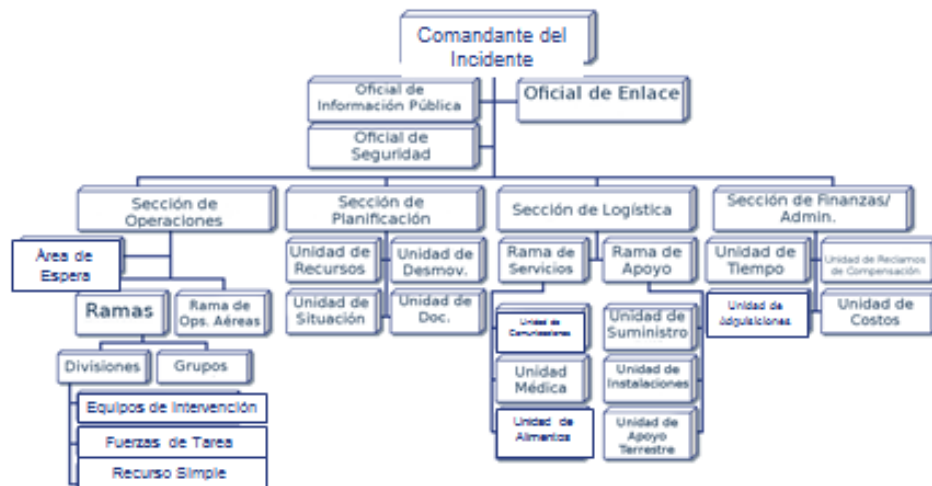 Comandante del
Incidente
Oficial de
Información Pública
Oficial de Enlace
Oficial de
Seguridad
Sección de
Operaciones
Sección de
Planificación
Sección de Logística
Sección de Finanzas/
Admin.
Área de
Espera
Unidad de
Recursos
Unidad de
Desmov.
Rama de
Servicios
Rama de
Apoyo
Unidad de
Tiempo
Unidad de Reclamos
de Compensación
Ramas
Rama de
Ops. Aéreas
Unidad de
Situación
Unidad de
Doc.
Unidad de
Comunicaciones
Unidad de
Suministro
Unidad de
Adquisiciones
Unidad de
Costos
Divisiones
Grupos
Unidad
Médica
Unidad de
Instalaciones
Equipos de Intervención
Fuerzas de Tarea
Recurso Simple
Unidad de
Alimentos
Unidad de
Apoyo
Terrestre